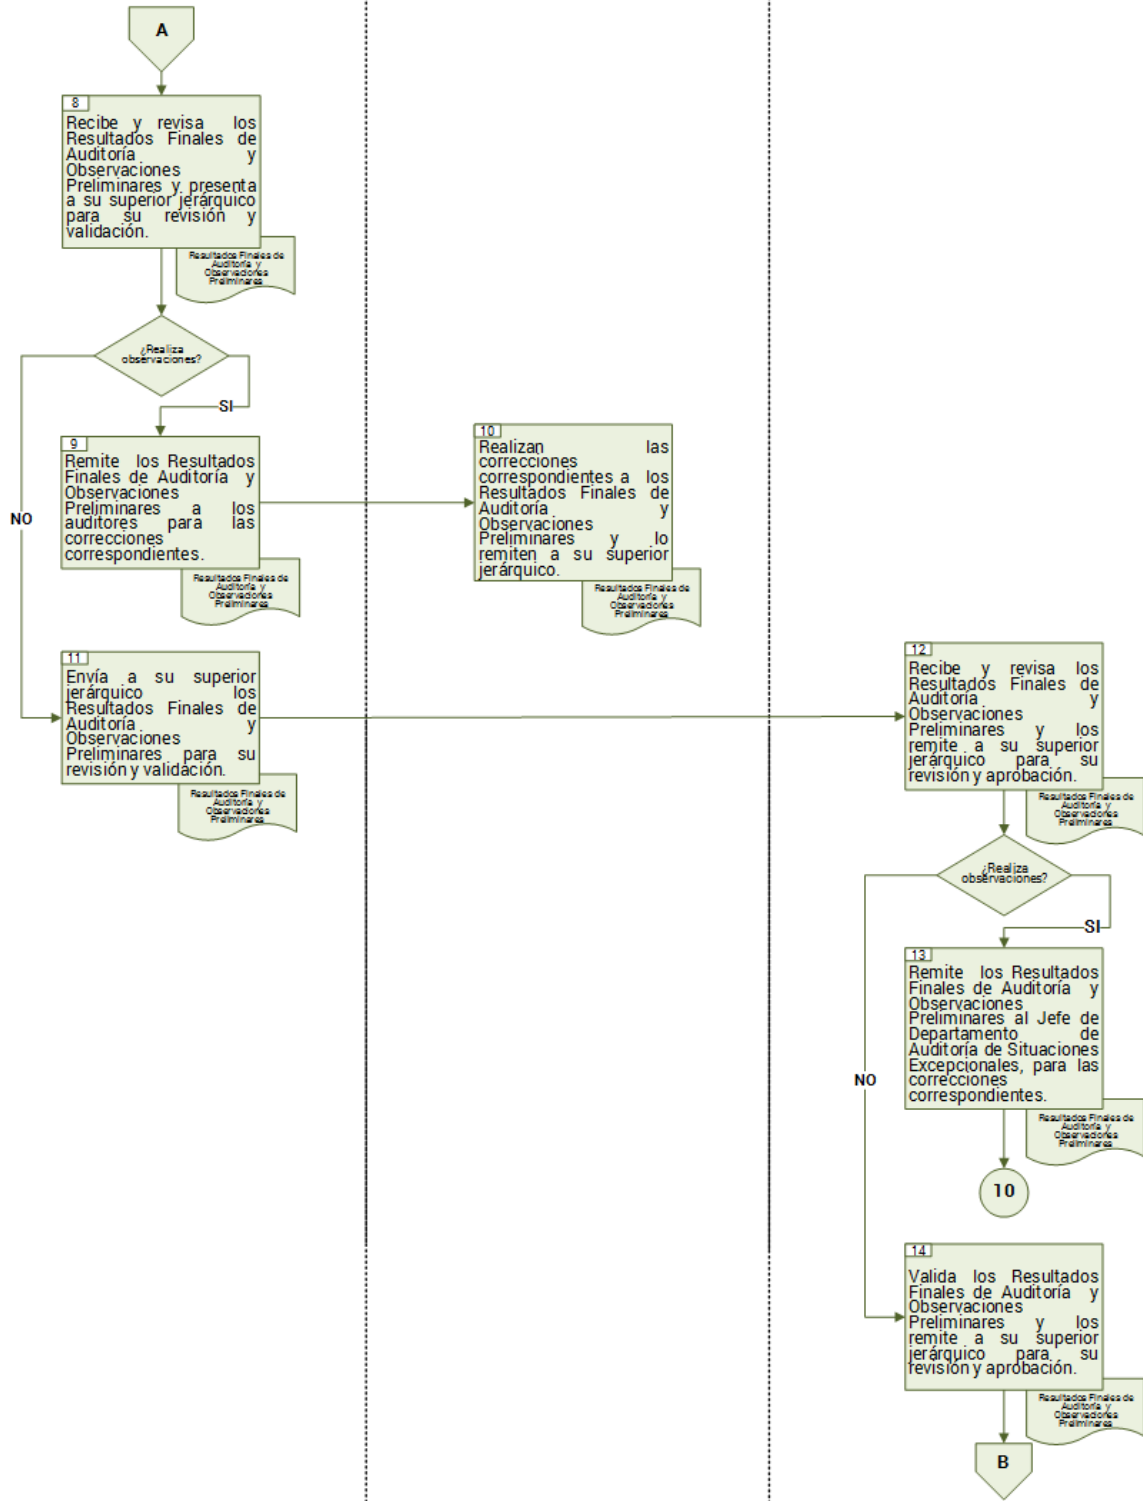 A
8
Recibe y revisa los
Resultados Finales de
Auditoría y
Observaciones
Preliminares y presenta
a su superior jerárquico
para su revisión y
validación.
Resultados Finales de
Auditoría y
Observaciones
Preliminares
¿Realiza
observaciones?
SI
NO
9
Remite los Resultados
Finales de Auditoría y
Observaciones
Preliminares a los
auditores para las
correcciones
correspondientes.
Resultados Finales de
Auditoría y
Observaciones
Preliminares
10
Realizan las
correcciones
correspondientes a los
Resultados Finales de
Auditoría y
Observaciones
Preliminares y lo
remiten a su superior
jerárquico.
Resultados Finales de
Auditoría y
Observaciones
Preliminares
11
Envía a su superior
jerárquico los
Resultados Finales de
Auditoría y
Observaciones
Preliminares para su
revisión y validación.
Resultados Finales de
Auditoría y
Observaciones
Preliminares
12
Recibe y revisa los
Resultados Finales de
Auditoría y
Observaciones
Preliminares y los
remite a su superior
jerárquico para su
revisión y aprobación.
Resultados Finales de
Auditoría y
Observaciones
Preliminares
¿Realiza
observaciones?
SI
NO
13
Remite los Resultados
Finales de Auditoría y
Observaciones
Preliminares al Jefe de
Departamento de
Auditoría de Situaciones
Excepcionales, para las
correcciones
correspondientes.
Resultados Finales de
Auditoría y
Observaciones
Preliminares
10
14
Valida los Resultados
Finales de Auditoría y
Observaciones
Preliminares y los
remite a su superior
jerárquico para su
revisión y aprobación.
Resultados Finales de
Auditoría y
Observaciones
Preliminares
B